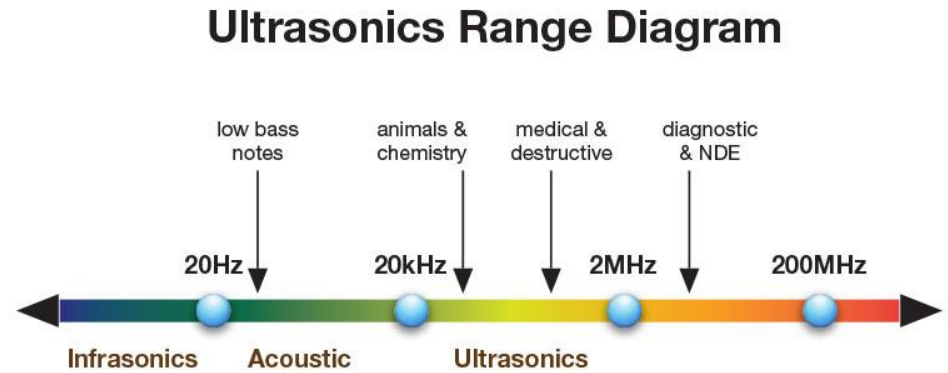 Ultrasonics Range Diagram
low bass
notes
animals &
chemistry
medical &
destructive
diagnostic
& NDE
20Hz
20kHz
2MHz
200MHz
Infrasonics
Acoustic
Ultrasonics